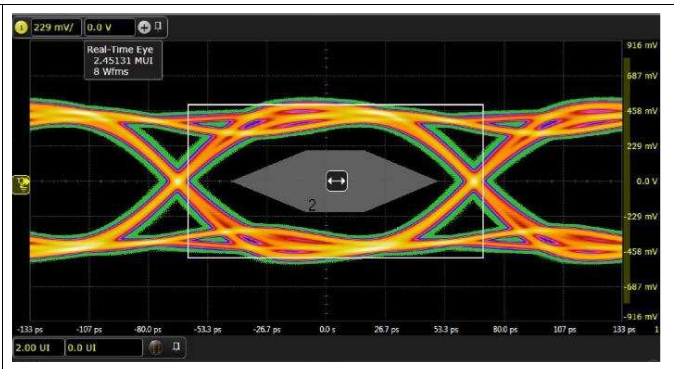 1 229 mV/ 0.0 V
Real-Time Eye
2.45131 MUI
8 Wfms
916 mV
687 mV
458 mV
229 mV
0.0 V
-229 mV
-458 mV
-687 mV
-916 mV
2
-133 ps -107 ps -80.0 ps -53.3 ps -26.7 ps 0.0 s 26.7 ps 53.3 ps 80.0 ps 107 ps 133 ps 1
2.00 UI 0.0 UI